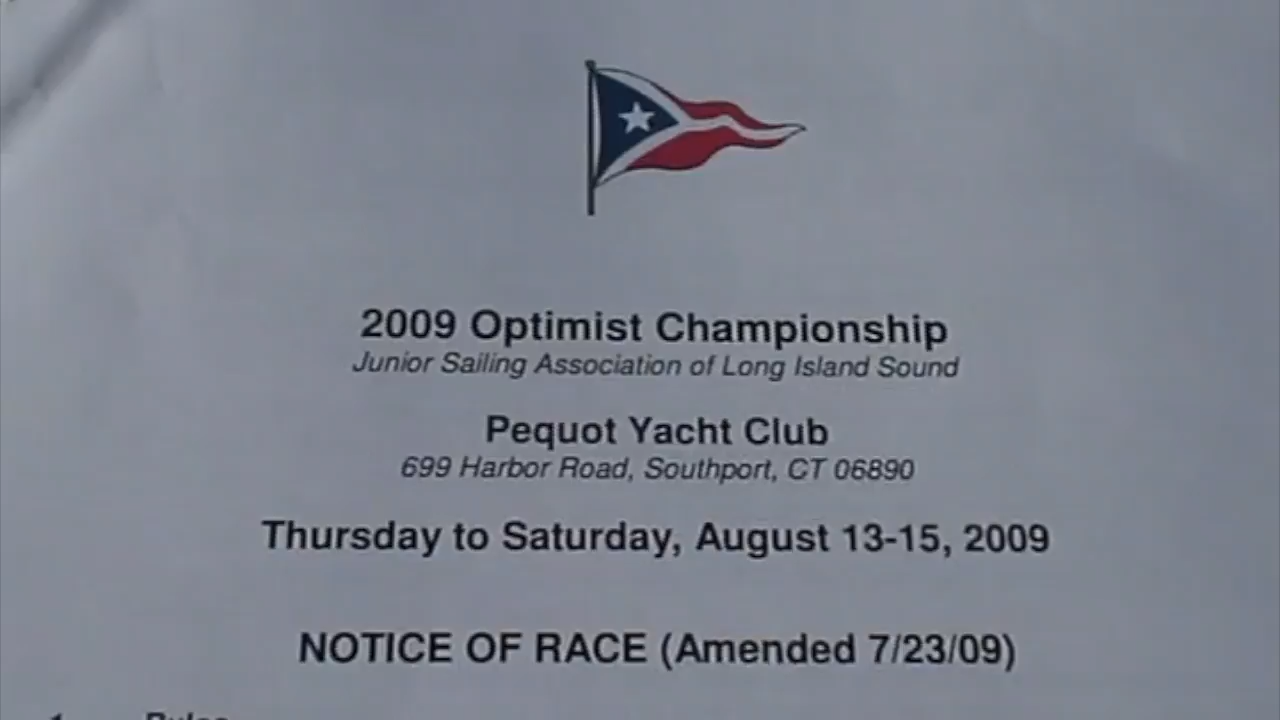 2009 Optimist Championship
Junior Sailing Association of Long Island Sound
Pequot Yacht Club
699 Harbor Road, Southport, CT 06890
Thursday to Saturday, August 13-15, 2009
NOTICE OF RACE (Amended 7/23/09)